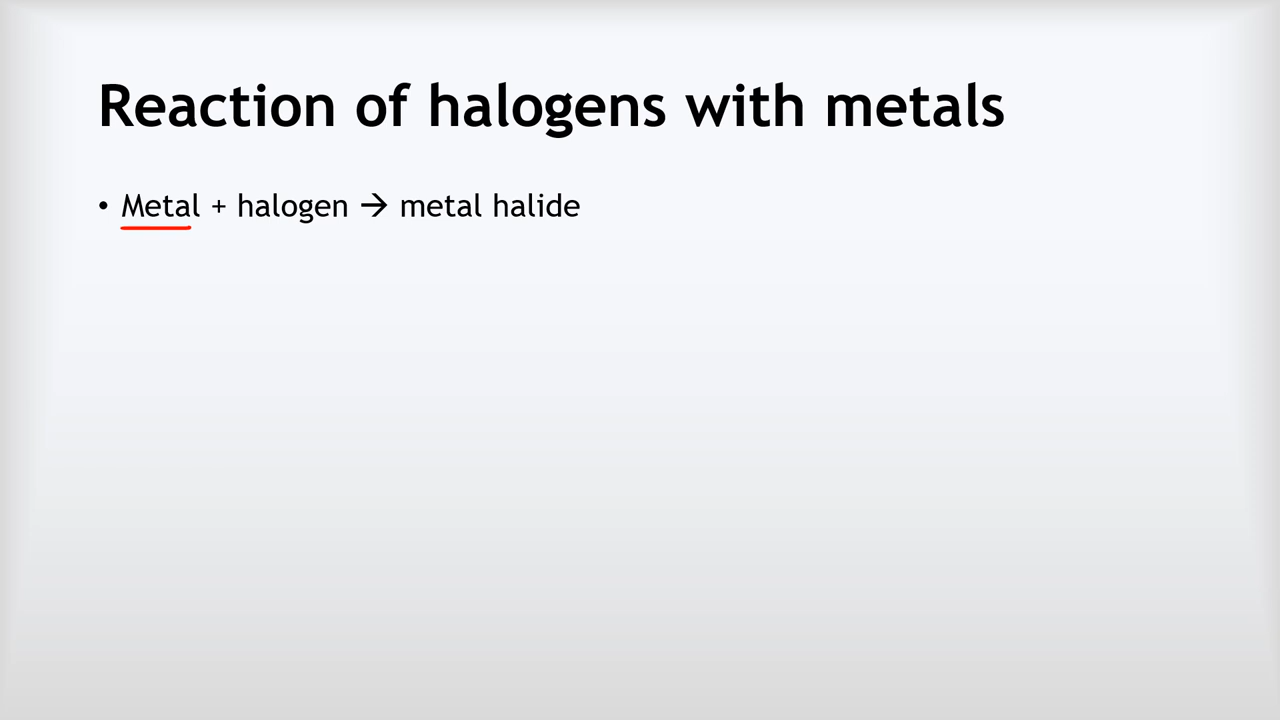 Reaction of halogens with metals
• Metal + halogen → metal halide